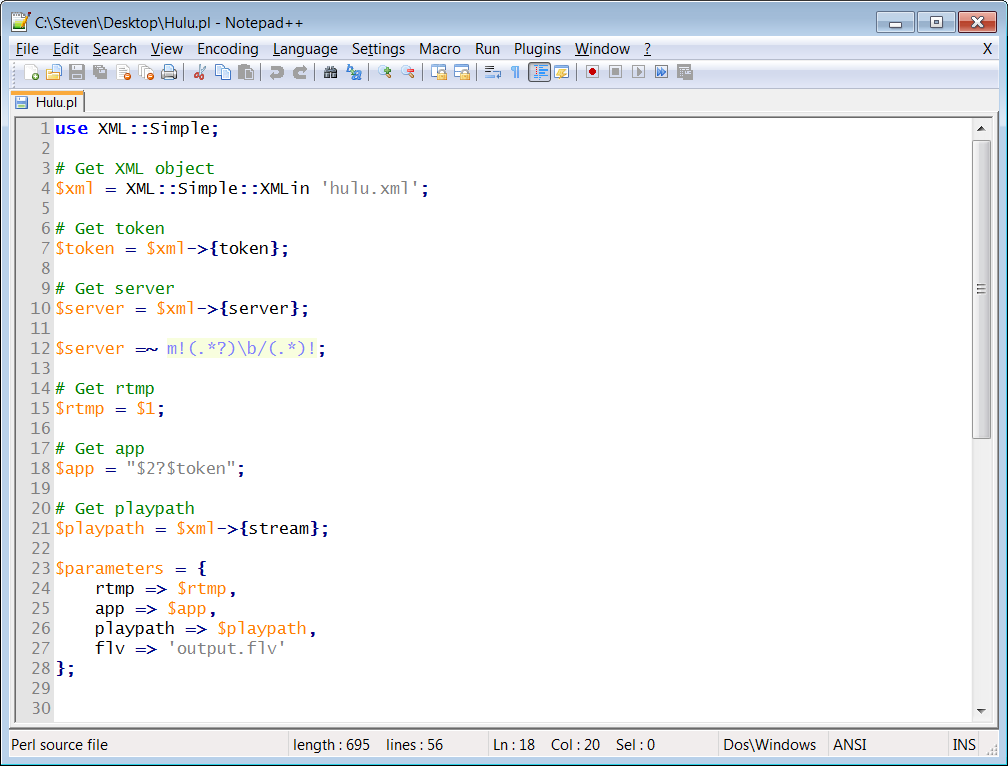 C:\Steven\Desktop\Hulu.pl - Notepad++
File Edit Search View Encoding Language Settings Macro Run Plugins Window ? X
Hulu.pl
1 use XML::Simple;
2
3 # Get XML object
4 $xml = XML::Simple::XMLin 'hulu.xml';
5
6 # Get token
7 $token = $xml->{token};
8
9 # Get server
10 $server = $xml->{server};
11
12 $server =~ m!(.*?)\b/(.*)!;
13
14 # Get rtmp
15 $rtmp = $1;
16
17 # Get app
18 $app = "$2?$token";
19
20 # Get playpath
21 $playpath = $xml->{stream};
22
23 $parameters = {
24     rtmp => $rtmp,
25     app => $app,
26     playpath => $playpath,
27     flv => 'output.flv'
28 };
29
30
Perl source file length : 695 lines : 56 Ln : 18 Col : 20 Sel : 0 Dos\Windows ANSI INS